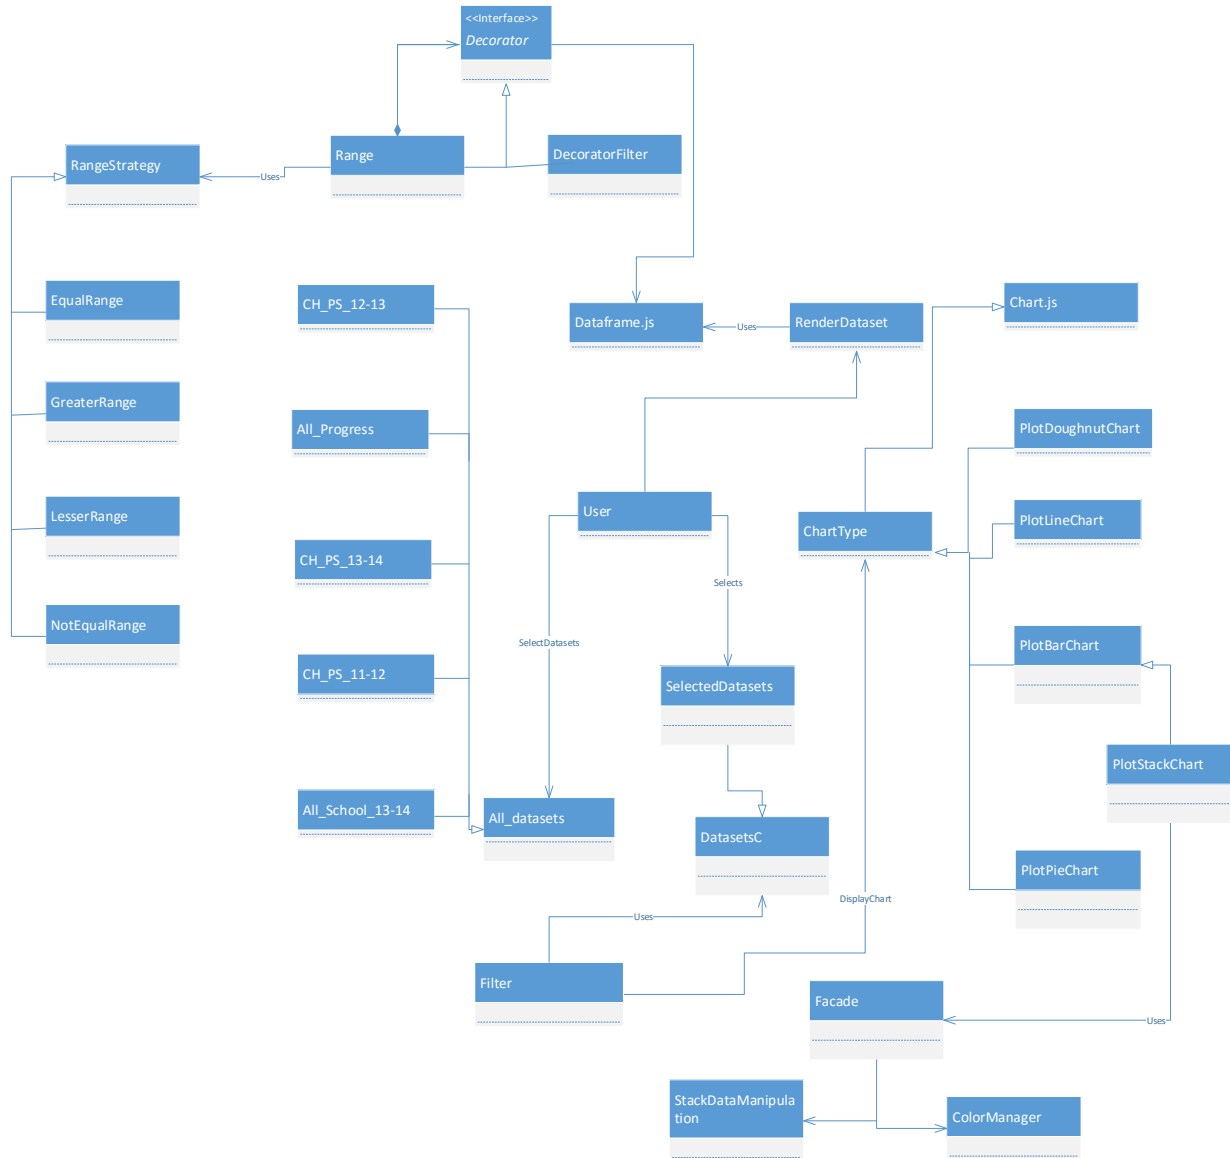 <<Interface>>
Decorator
RangeStrategy
Uses
Range
DecoratorFilter
EqualRange
CH_PS_12-13
Dataframe.js
Uses
RenderDataset
Chart.js
GreaterRange
All_Progress
PlotDoughnutChart
LesserRange
User
ChartType
PlotLineChart
CH_PS_13-14
Selects
NotEqualRange
SelectDatasets
PlotBarChart
CH_PS_11-12
SelectedDatasets
PlotStackChart
All_School_13-14
All_datasets
DatasetsC
PlotPieChart
DisplayChart
Uses
Filter
Facade
Uses
StackDataManipula
tion
ColorManager